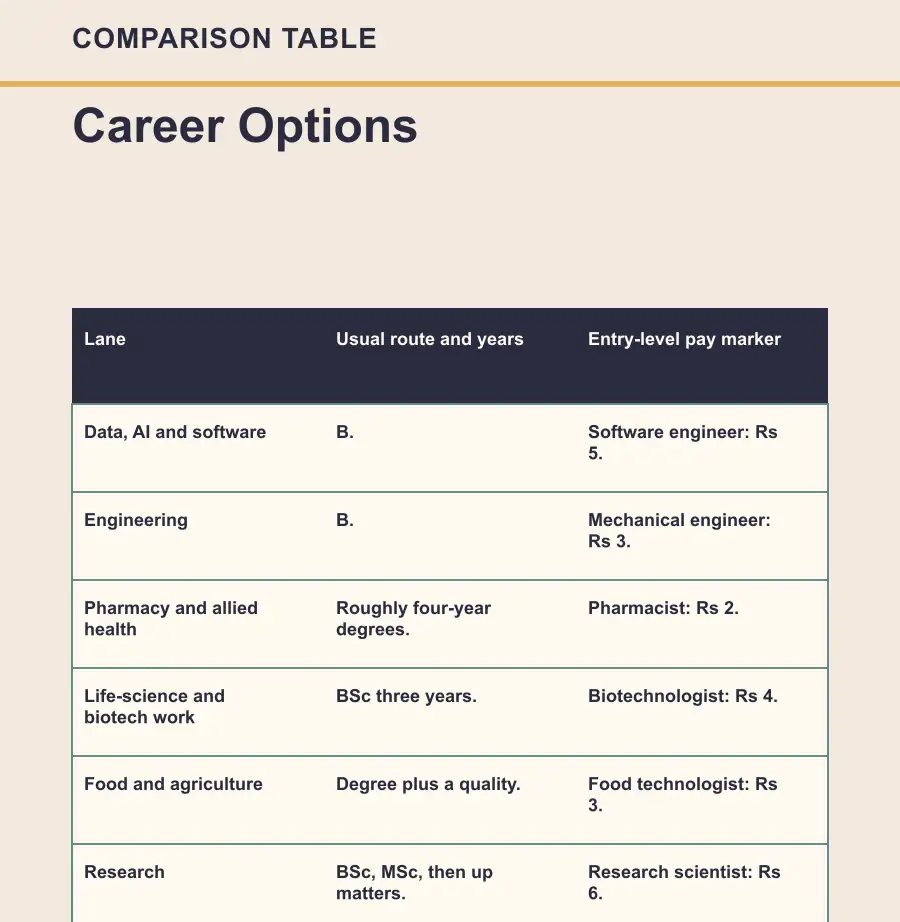 COMPARISON TABLE
Career Options
Lane
Usual route and years
Entry-level pay marker
Data, AI and software
B.
Software engineer: Rs
5.
Engineering
B.
Mechanical engineer:
Rs 3.
Pharmacy and allied
health
Roughly four-year
degrees.
Pharmacist: Rs 2.
Life-science and
biotech work
BSc three years.
Biotechnologist: Rs 4.
Food and agriculture
Degree plus a quality.
Food technologist: Rs
3.
Research
BSc, MSc, then up
matters.
Research scientist: Rs
6.